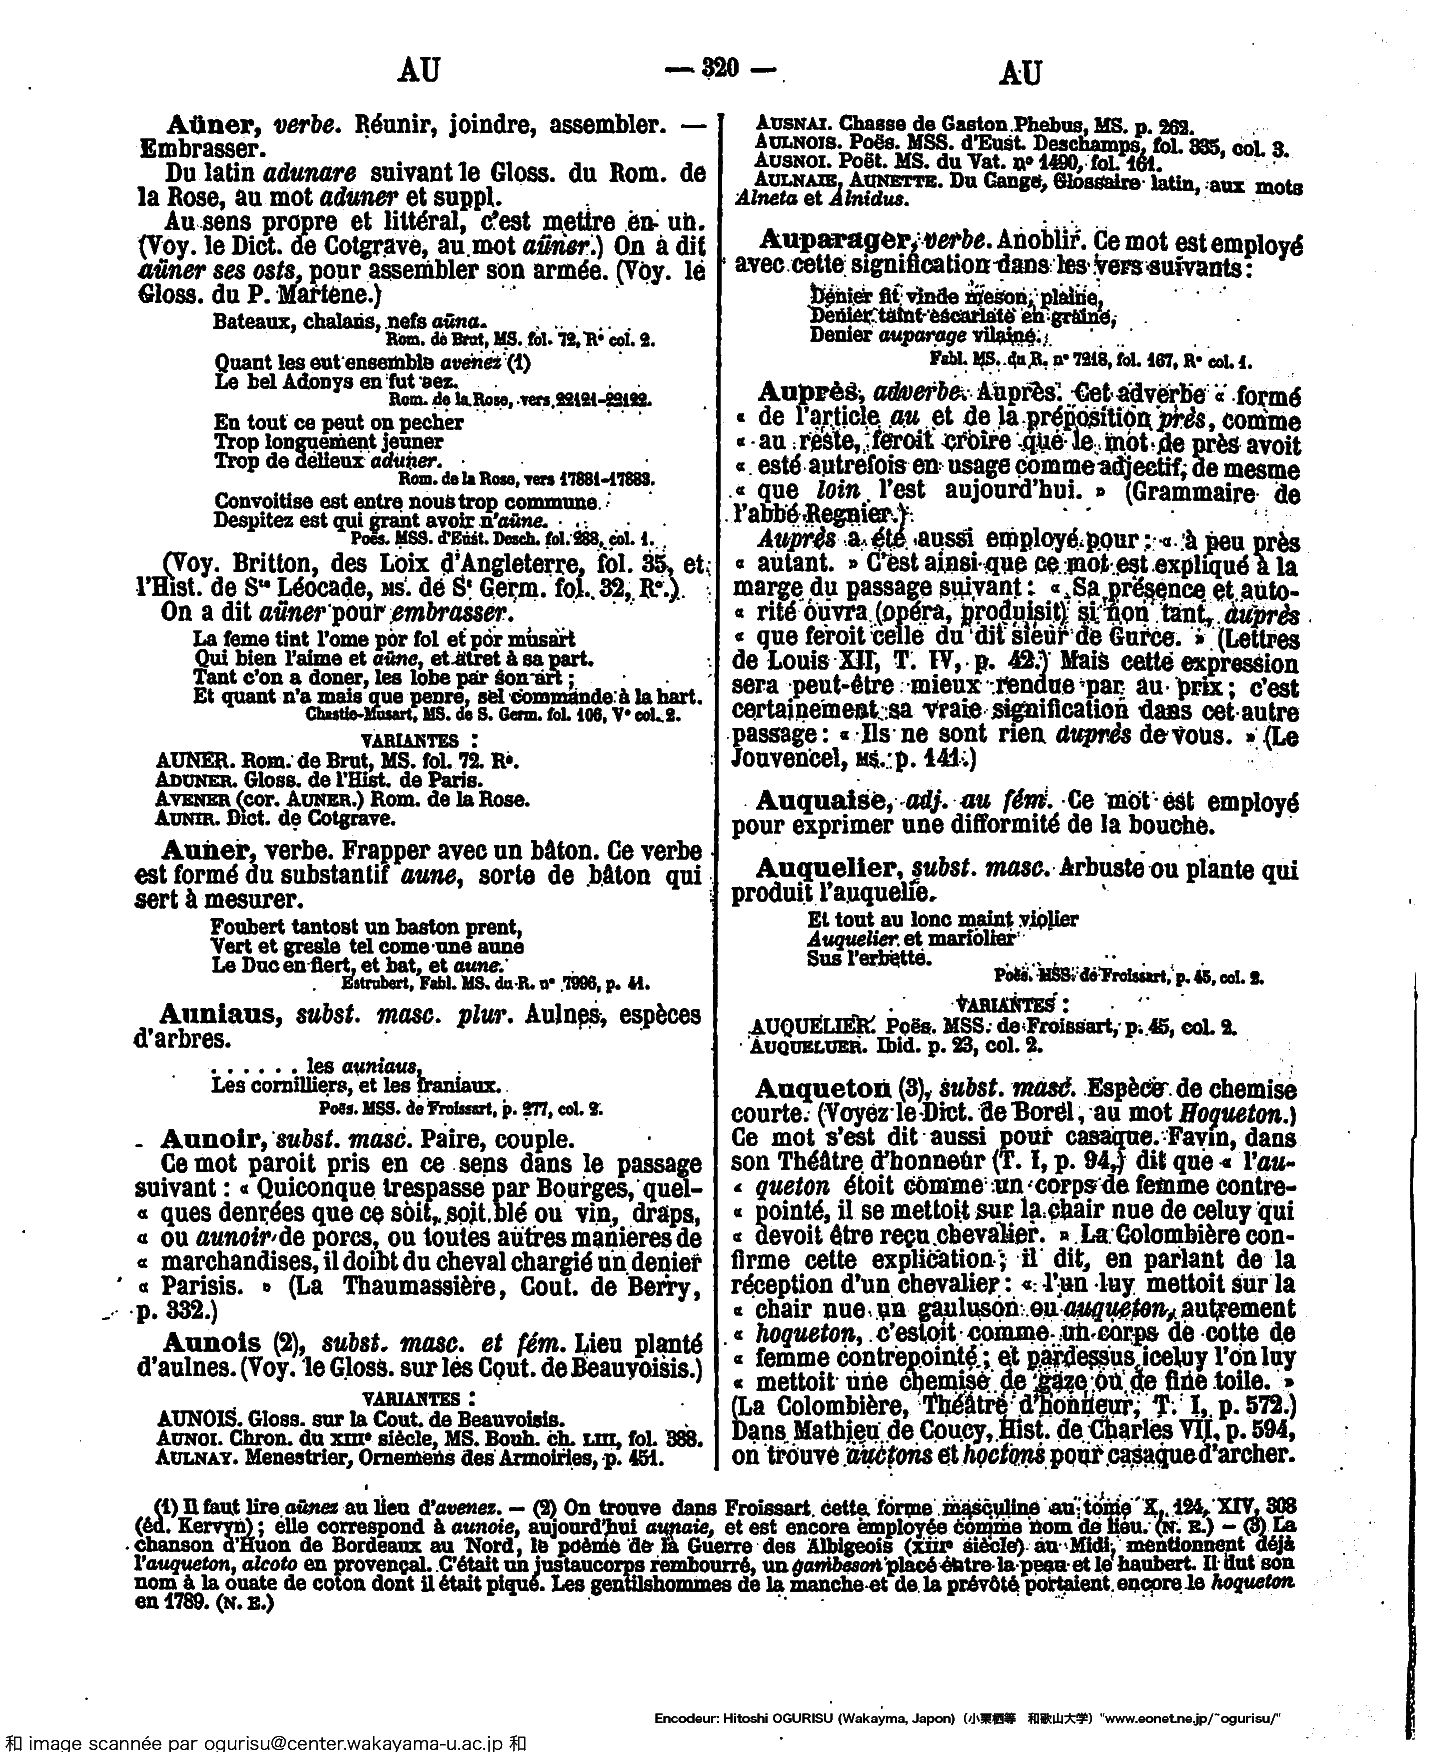 AU
— 320 —
AU
Aüner, verbe. Réunir, joindre, assembler. —
Embrasser.
Du latin adunare suivant le Gloss. du Rom. de
la Rose, au mot aduner et suppl.
Au sens propre et littéral, c'est mettre en un.
(Voy. le Dict. de Cotgrave, au mot aüner.) On a dit
aüner ses osts, pour assembler son armée. (Voy. le
Gloss. du P. Martène.)
Bateaux, chalans, nefs aüna.
Rom. de Brut, MS. fol. 72, R° col. 2.
Quant les eut ensemble avenez (1)
Le bel Adonys en fut aez.
Rom. de la Rose, vers 22121-22122.
En tout ce peut on pecher
Trop longuement jeuner
Trop de delieux aduner.
Rom. de la Rose, vers 17881-17883.
Convoitise est entre nous trop commune.
Despitez est qui grant avoir n'aüne.
Poës. MSS. d'Eust. Desch. fol. 288, col. 1.
(Voy. Britton, des Loix d'Angleterre, fol. 35, et
l'Hist. de Ste Léocade, MS. de St Germ. fol. 32, R°.)
On a dit aüner pour embrasser.
La feme tint l'ome por fol et por musart
Qui bien l'aime et aüne, et atret à sa part.
Tant c'on a doner, les lobe par son art ;
Et quant n'a mais que penre, sel commande à la hart.
Chastie-Musart, MS. de S. Germ. fol. 106, V° col. 2.
VARIANTES :
AUNER. Rom. de Brut, MS. fol. 72. R°.
ADUNER. Gloss. de l'Hist. de Paris.
AVENER (cor. AUNER.) Rom. de la Rose.
AUNIR. Dict. de Cotgrave.
Auner, verbe. Frapper avec un bâton. Ce verbe
est formé du substantif aune, sorte de bâton qui
sert à mesurer.
Foubert tantost un baston prent,
Vert et gresle tel come une aune
Le Duc en fiert, et bat, et aune.
Estrubert, Fabl. MS. du R. n° 7996, p. 41.
Auniaus, subst. masc. plur. Aulnes, espèces
d'arbres.
. . . . . . les auniaus,
Les cornilliers, et les franiaux.
Poës. MSS. de Froissart, p. 277, col. 2.
Aunoir, subst. masc. Paire, couple.
Ce mot paroit pris en ce sens dans le passage
suivant : « Quiconque trespasse par Bourges, quel-
« ques denrées que ce soit, soit blé ou vin, draps,
« ou aunoir de porcs, ou toutes autres manieres de
« marchandises, il doibt du cheval chargié un denier
« Parisis. » (La Thaumassière, Cout. de Berry,
p. 332.)
Aunois (2), subst. masc. et fém. Lieu planté
d'aulnes. (Voy. le Gloss. sur les Cout. de Beauvoisis.)
VARIANTES :
AUNOIS. Gloss. sur la Cout. de Beauvoisis.
AUNOI. Chron. du XIIIe siècle, MS. Bouh. ch. LIII, fol. 388.
AULNAY. Menestrier, Ornemens des Armoiries, p. 451.
AUSNAI. Chasse de Gaston Phebus, MS. p. 262.
AULNOIS. Poës. MSS. d'Eust. Deschamps, fol. 335, col. 3.
AUSNOI. Poët. MS. du Vat. n° 1490, fol. 161.
AULNAIE, AUNETTE. Du Cange, Glossaire latin, aux mots
Alneta et Alnidus.
Auparager, verbe. Anoblir. Ce mot est employé
avec cette signification dans les vers suivants :
Denier fit vinde meson, plaine,
Denier taint escarlate en graine,
Denier auparage vilaine.
Fabl. MS. du R. n° 7218, fol. 167, R° col. 1.
Auprès, adverbe. Auprès. Cet adverbe « formé
« de l'article au et de la préposition près, comme
« au reste, feroit croire que le mot de près avoit
« esté autrefois en usage comme adjectif, de mesme
« que loin l'est aujourd'hui. » (Grammaire de
l'abbé Regnier.)
Auprès a été aussi employé pour : « à peu près
« autant. » C'est ainsi que ce mot est expliqué à la
marge du passage suivant : « Sa présence et auto-
« rité ouvra (opéra, produisit) si non tant, auprès
« que feroit celle du dit sieur de Gurce. » (Lettres
de Louis XII, T. IV, p. 42.) Mais cette expression
sera peut-être mieux rendue par au prix ; c'est
certainement sa vraie signification dans cet autre
passage : « Ils ne sont rien auprès de vous. » (Le
Jouvencel, MS. p. 141.)
Auquaise, adj. au fém. Ce mot est employé
pour exprimer une difformité de la bouche.
Auquelier, subst. masc. Arbuste ou plante qui
produit l'auquelie.
Et tout au lonc maint violier
Auquelier et mariolier
Sus l'erbette.
Poës. MSS. de Froissart, p. 45, col. 2.
VARIANTES :
AUQUELIER. Poës. MSS. de Froissart, p. 45, col. 2.
AUQUELUER. Ibid. p. 23, col. 2.
Auqueton (3), subst. masc. Espèce de chemise
courte. (Voyez le Dict. de Borel, au mot Hoqueton.)
Ce mot s'est dit aussi pour casaque. Favin, dans
son Théâtre d'honneur (T. I, p. 94,) dit que « l'au-
« queton étoit comme un corps de femme contre-
« pointé, il se mettoit sur la chair nue de celuy qui
« devoit être reçu chevalier. » La Colombière con-
firme cette explication ; il dit, en parlant de la
réception d'un chevalier : « l'un luy mettoit sur la
« chair nue un gauluson ou auqueton, autrement
« hoqueton, c'estoit comme un corps de cotte de
« femme contrepointé ; et pardessus iceluy l'on luy
« mettoit une chemise de gaze ou de fine toile. »
(La Colombière, Théâtre d'honneur, T. I, p. 572.)
Dans Mathieu de Coucy, Hist. de Charles VII, p. 594,
on trouve auctons et hoctons pour casaque d'archer.
(1) Il faut lire aünez au lieu d'avenez. — (2) On trouve dans Froissart cette forme masculine au tome X, 124, XIV, 308
(éd. Kervyn) ; elle correspond à aunoie, aujourd'hui aunaie, et est encore employée comme nom de lieu. (N. E.) — (3) La
chanson d'Huon de Bordeaux au Nord, le poème de la Guerre des Albigeois (XIIIe siècle) au Midi, mentionnent déjà
l'auqueton, alcoto en provençal. C'était un justaucorps rembourré, un gambeson placé entre la peau et le haubert. Il dut son
nom à la ouate de coton dont il était piqué. Les gentilshommes de la manche et de la prévôté portaient encore le hoqueton
en 1789. (N. E.)
Encodeur: Hitoshi OGURISU (Wakayma, Japon) (小栗栖等 和歌山大学) "www.eonet.ne.jp/~ogurisu/"
和 image scannée par ogurisu@center.wakayama-u.ac.jp 和